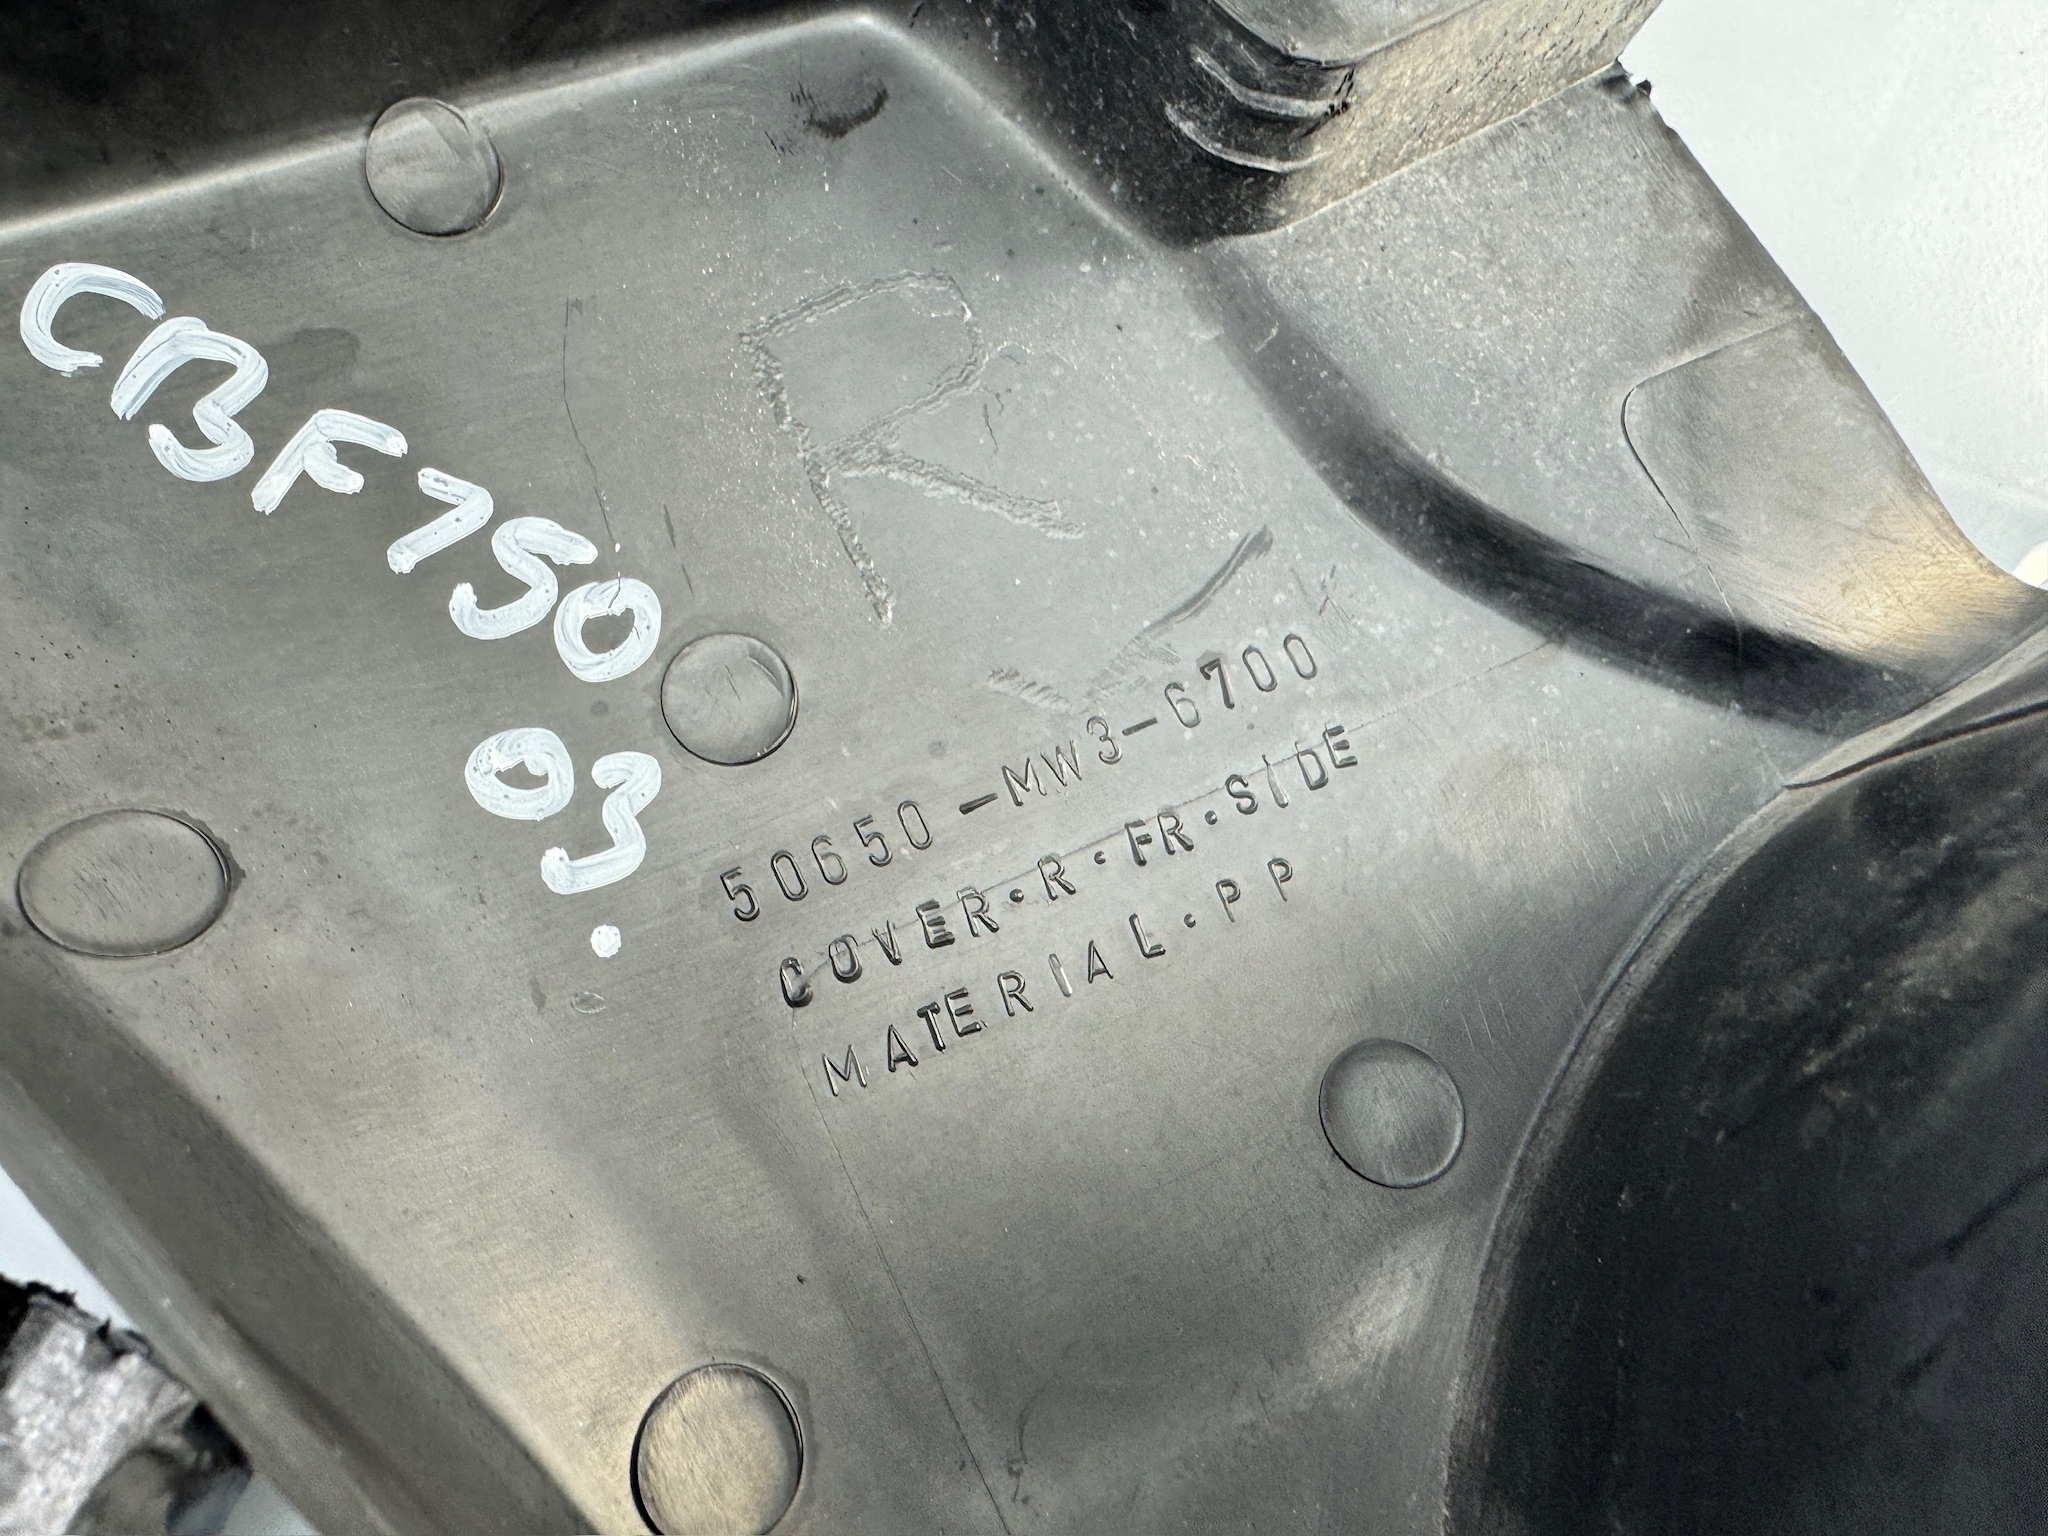 CBF750
03.
R
50650-MW3-6700
COVER·R·FR·SIDE
MATERIAL·PP